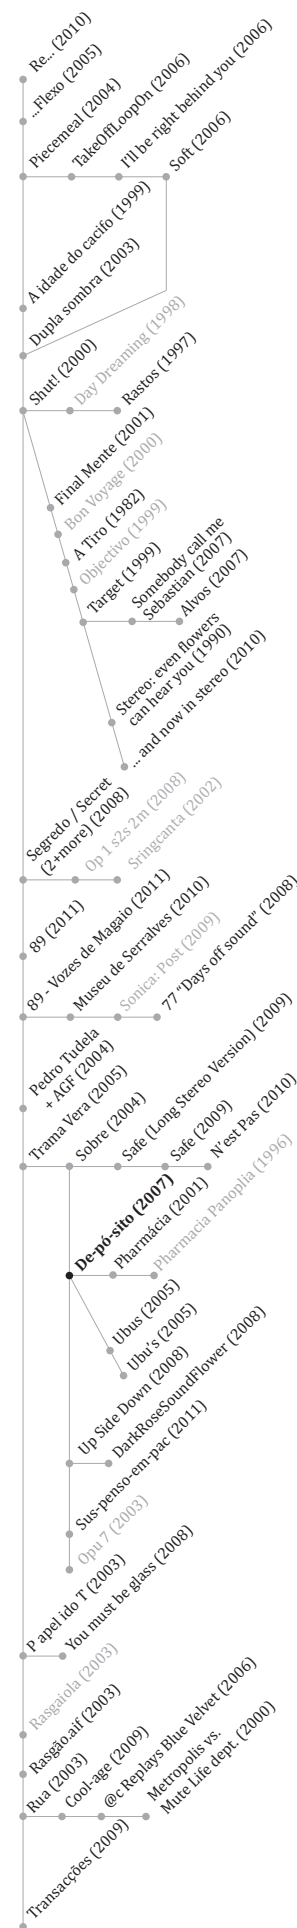 Re... (2010)
...Flexo (2005)
Piecemeal (2004)
TakeOffLoopOn (2006)
I'll be right behind you (2006)
Soft (2006)
A idade do cacifo (1999)
Dupla sombra (2003)
Shut! (2000)
Day Dreaming (1998)
Rastos (1997)
Final Mente (2001)
Bon Voyage (2000)
A Tiro (1982)
Objectivo (1999)
Target (1999)
Somebody call me
Sebastian (2007)
Alvos (2007)
Stereo: even flowers
can hear you (1990)
... and now in stereo (2010)
Segredo / Secret
(2+more) (2008)
Op 1 s2s 2m (2008)
Sringcanta (2002)
89 (2011)
89 - Vozes de Magaio (2011)
Museu de Serralves (2010)
Sonica: Post (2009)
77 “Days off sound” (2008)
Pedro Tudela
+ AGF (2004)
Trama Vera (2005)
Sobre (2004)
Safe (Long Stereo Version) (2009)
Safe (2009)
N'est Pas (2010)
De-pó-sito (2007)
Pharmácia (2001)
Pharmacia Panoplia (1996)
Ubus (2005)
Ubu's (2005)
Up Side Down (2008)
DarkRoseSoundFlower (2008)
Sus-penso-em-pac (2011)
Opu 7 (2003)
P apel ido T (2003)
You must be glass (2008)
Rasgaiola (2003)
Rasgão.aif (2003)
Rua (2003)
Cool-age (2009)
@c Replays Blue Velvet (2006)
Metropolis vs.
Mute Life dept. (2000)
Transacções (2009)